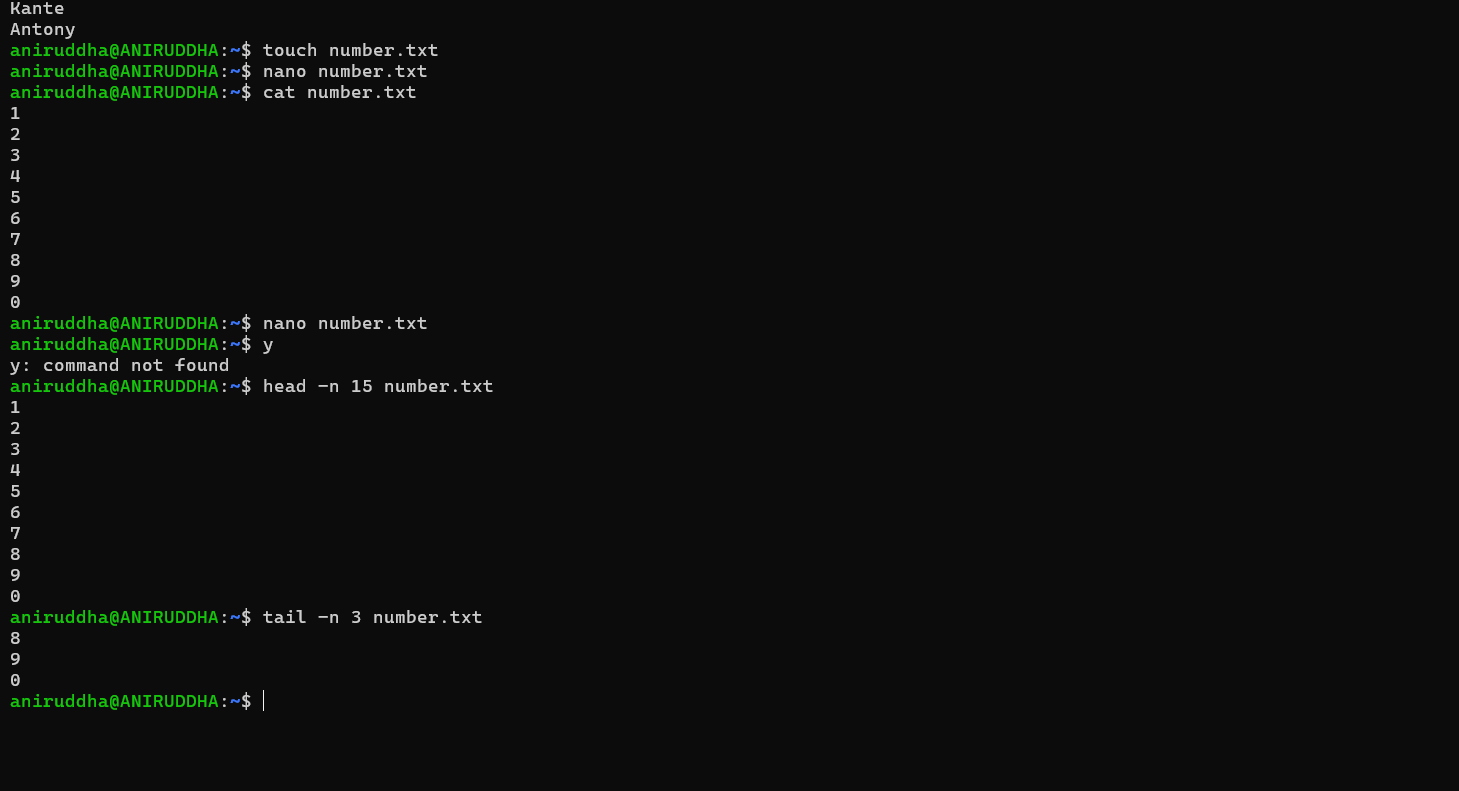 Kante
Antony
aniruddha@ANIRUDDHA:~$ touch number.txt
aniruddha@ANIRUDDHA:~$ nano number.txt
aniruddha@ANIRUDDHA:~$ cat number.txt
1
2
3
4
5
6
7
8
9
0
aniruddha@ANIRUDDHA:~$ nano number.txt
aniruddha@ANIRUDDHA:~$ y
y: command not found
aniruddha@ANIRUDDHA:~$ head -n 15 number.txt
1
2
3
4
5
6
7
8
9
0
aniruddha@ANIRUDDHA:~$ tail -n 3 number.txt
8
9
0
aniruddha@ANIRUDDHA:~$